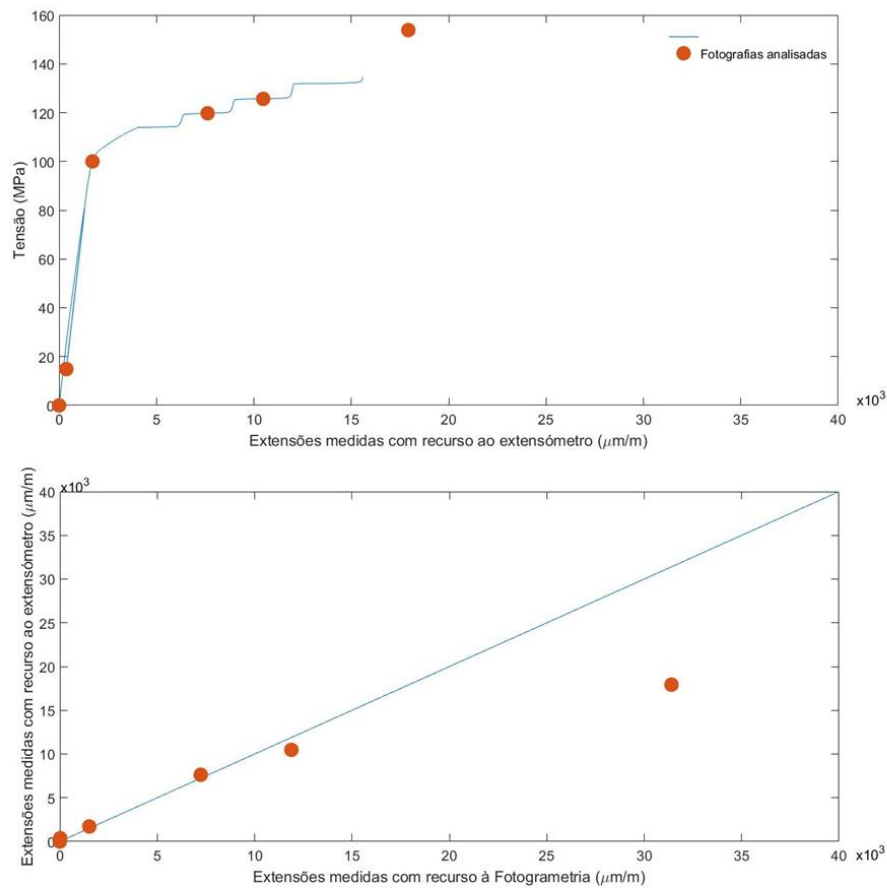 160
140
120
100
80
60
40
20
0
Tensão (MPa)
Fotografias analisadas
0 5 10 15 20 25 30 35 40
x10³
Extensões medidas com recurso ao extensómetro (μm/m)
x10³
40
35
30
25
20
15
10
5
0
Extensões medidas com recurso ao extensómetro (μm/m)
0 5 10 15 20 25 30 35 40
x10³
Extensões medidas com recurso à Fotogrametria (μm/m)